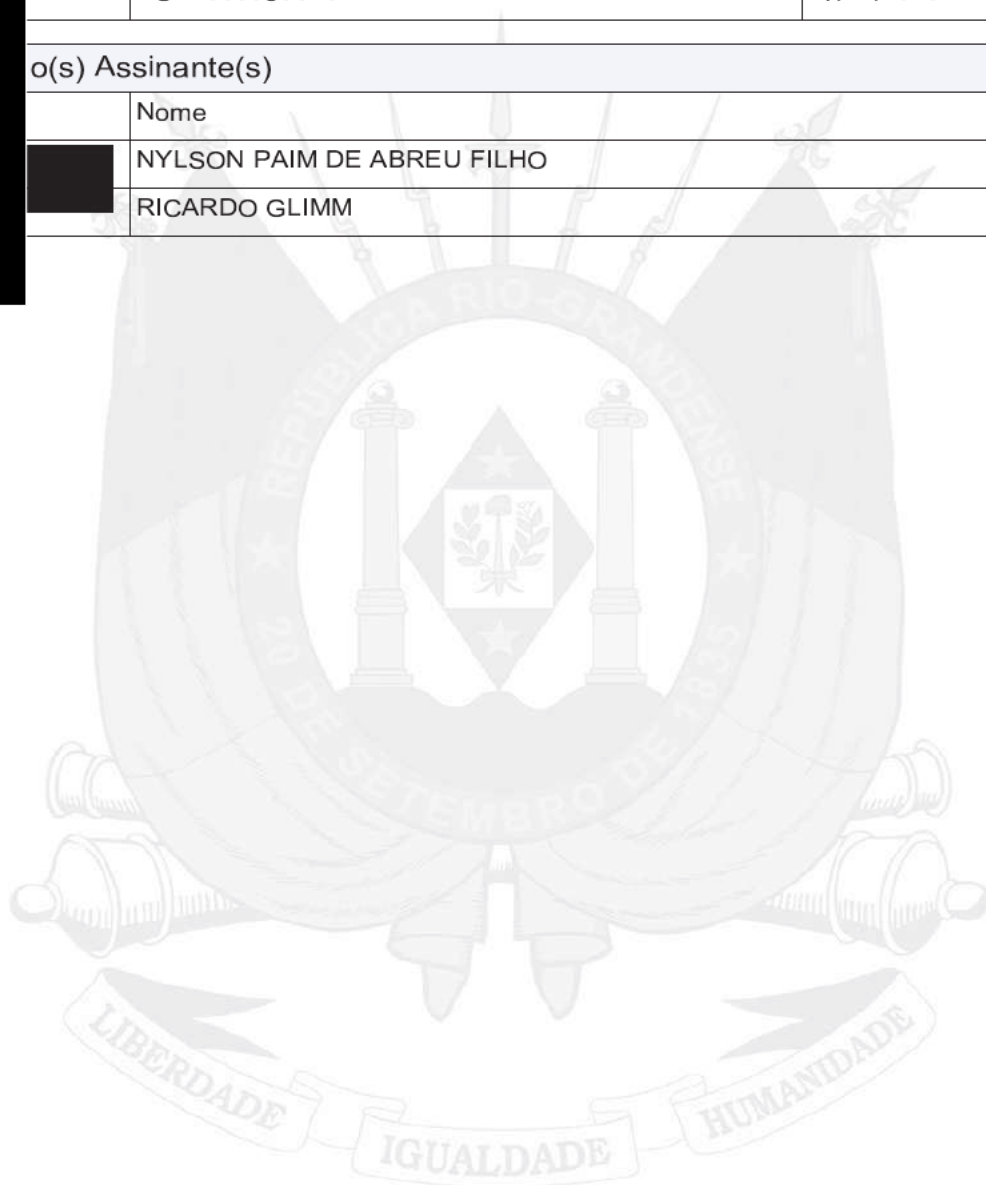 o(s) Assinante(s)
Nome
NYLSON PAIM DE ABREU FILHO
RICARDO GLIMM
REPÚBLICA RIO-GRANDENSE
20 DE SETEMBRO DE 1835
LIBERDADE IGUALDADE HUMANIDADE